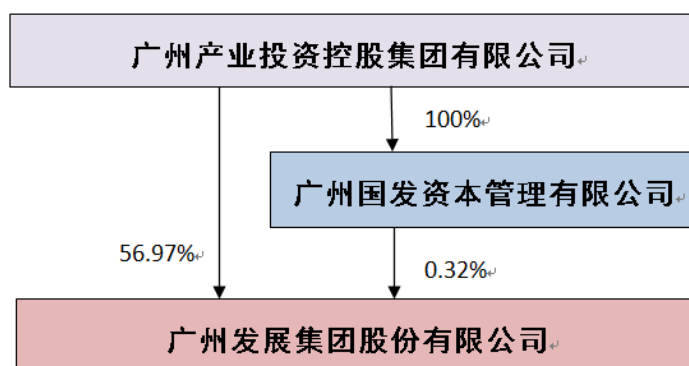 广州产业投资控股集团有限公司
100%
广州国发资本管理有限公司
56.97%
0.32%
广州发展集团股份有限公司